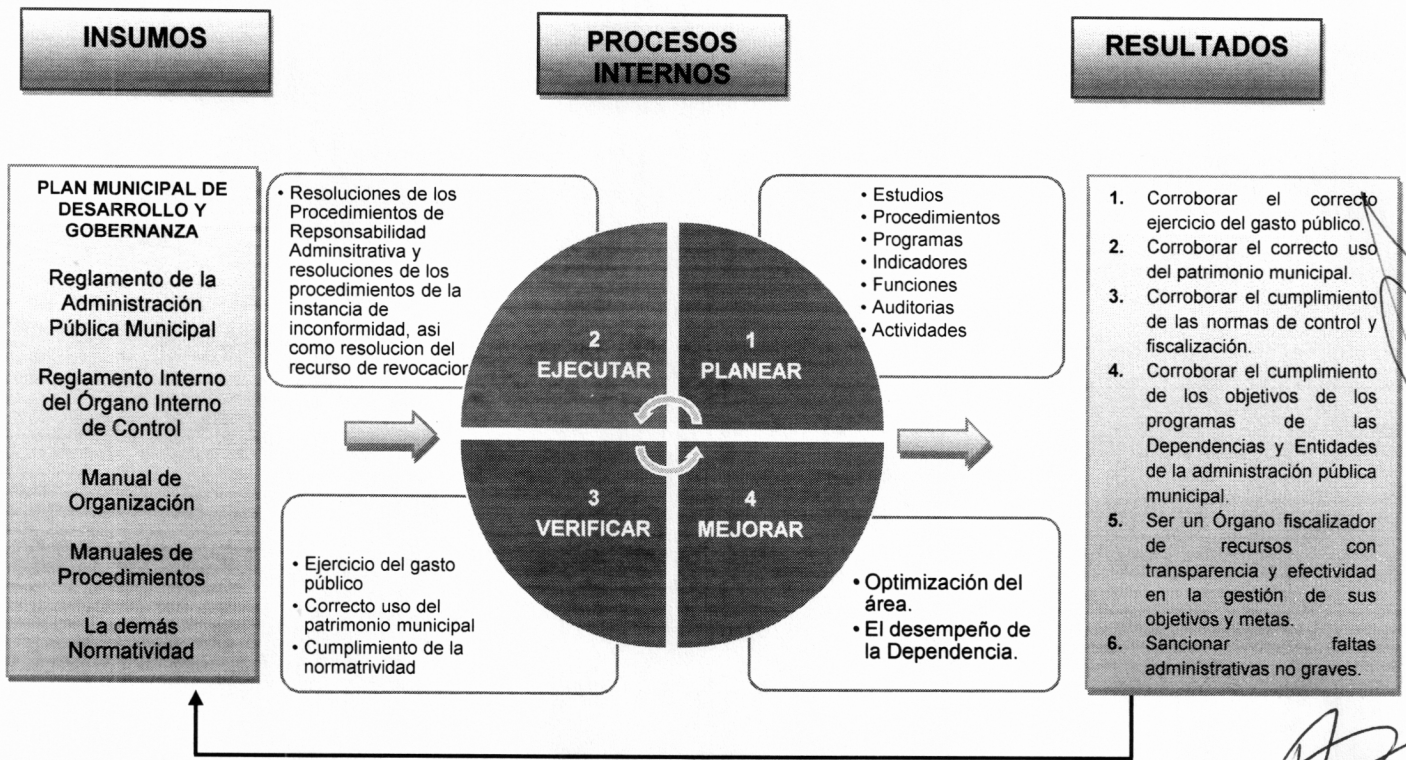 INSUMOS
PROCESOS
INTERNOS
RESULTADOS
PLAN MUNICIPAL DE
DESARROLLO Y
GOBERNANZA
Reglamento de la
Administración
Pública Municipal
Reglamento Interno
del Órgano Interno
de Control
Manual de
Organización
Manuales de
Procedimientos
La demás
Normatividad
• Resoluciones de los
Procedimientos de
Repsonsabilidad
Adminsitrativa y
resoluciones de los
procedimientos de la
instancia de
inconformidad, asi
como resolucion del
recurso de revocacior
• Estudios
• Procedimientos
• Programas
• Indicadores
• Funciones
• Auditorias
• Actividades
2
EJECUTAR
1
PLANEAR
3
VERIFICAR
4
MEJORAR
• Ejercicio del gasto
público
• Correcto uso del
patrimonio municipal
• Cumplimiento de la
normatrividad
• Optimización del
área.
• El desempeño de
la Dependencia.
1. Corroborar el correcto
ejercicio del gasto público.
2. Corroborar el correcto uso
del patrimonio municipal.
3. Corroborar el cumplimiento
de las normas de control y
fiscalización.
4. Corroborar el cumplimiento
de los objetivos de los
programas de las
Dependencias y Entidades
de la administración pública
municipal.
5. Ser un Órgano fiscalizador
de recursos con
transparencia y efectividad
en la gestión de sus
objetivos y metas.
6. Sancionar faltas
administrativas no graves.